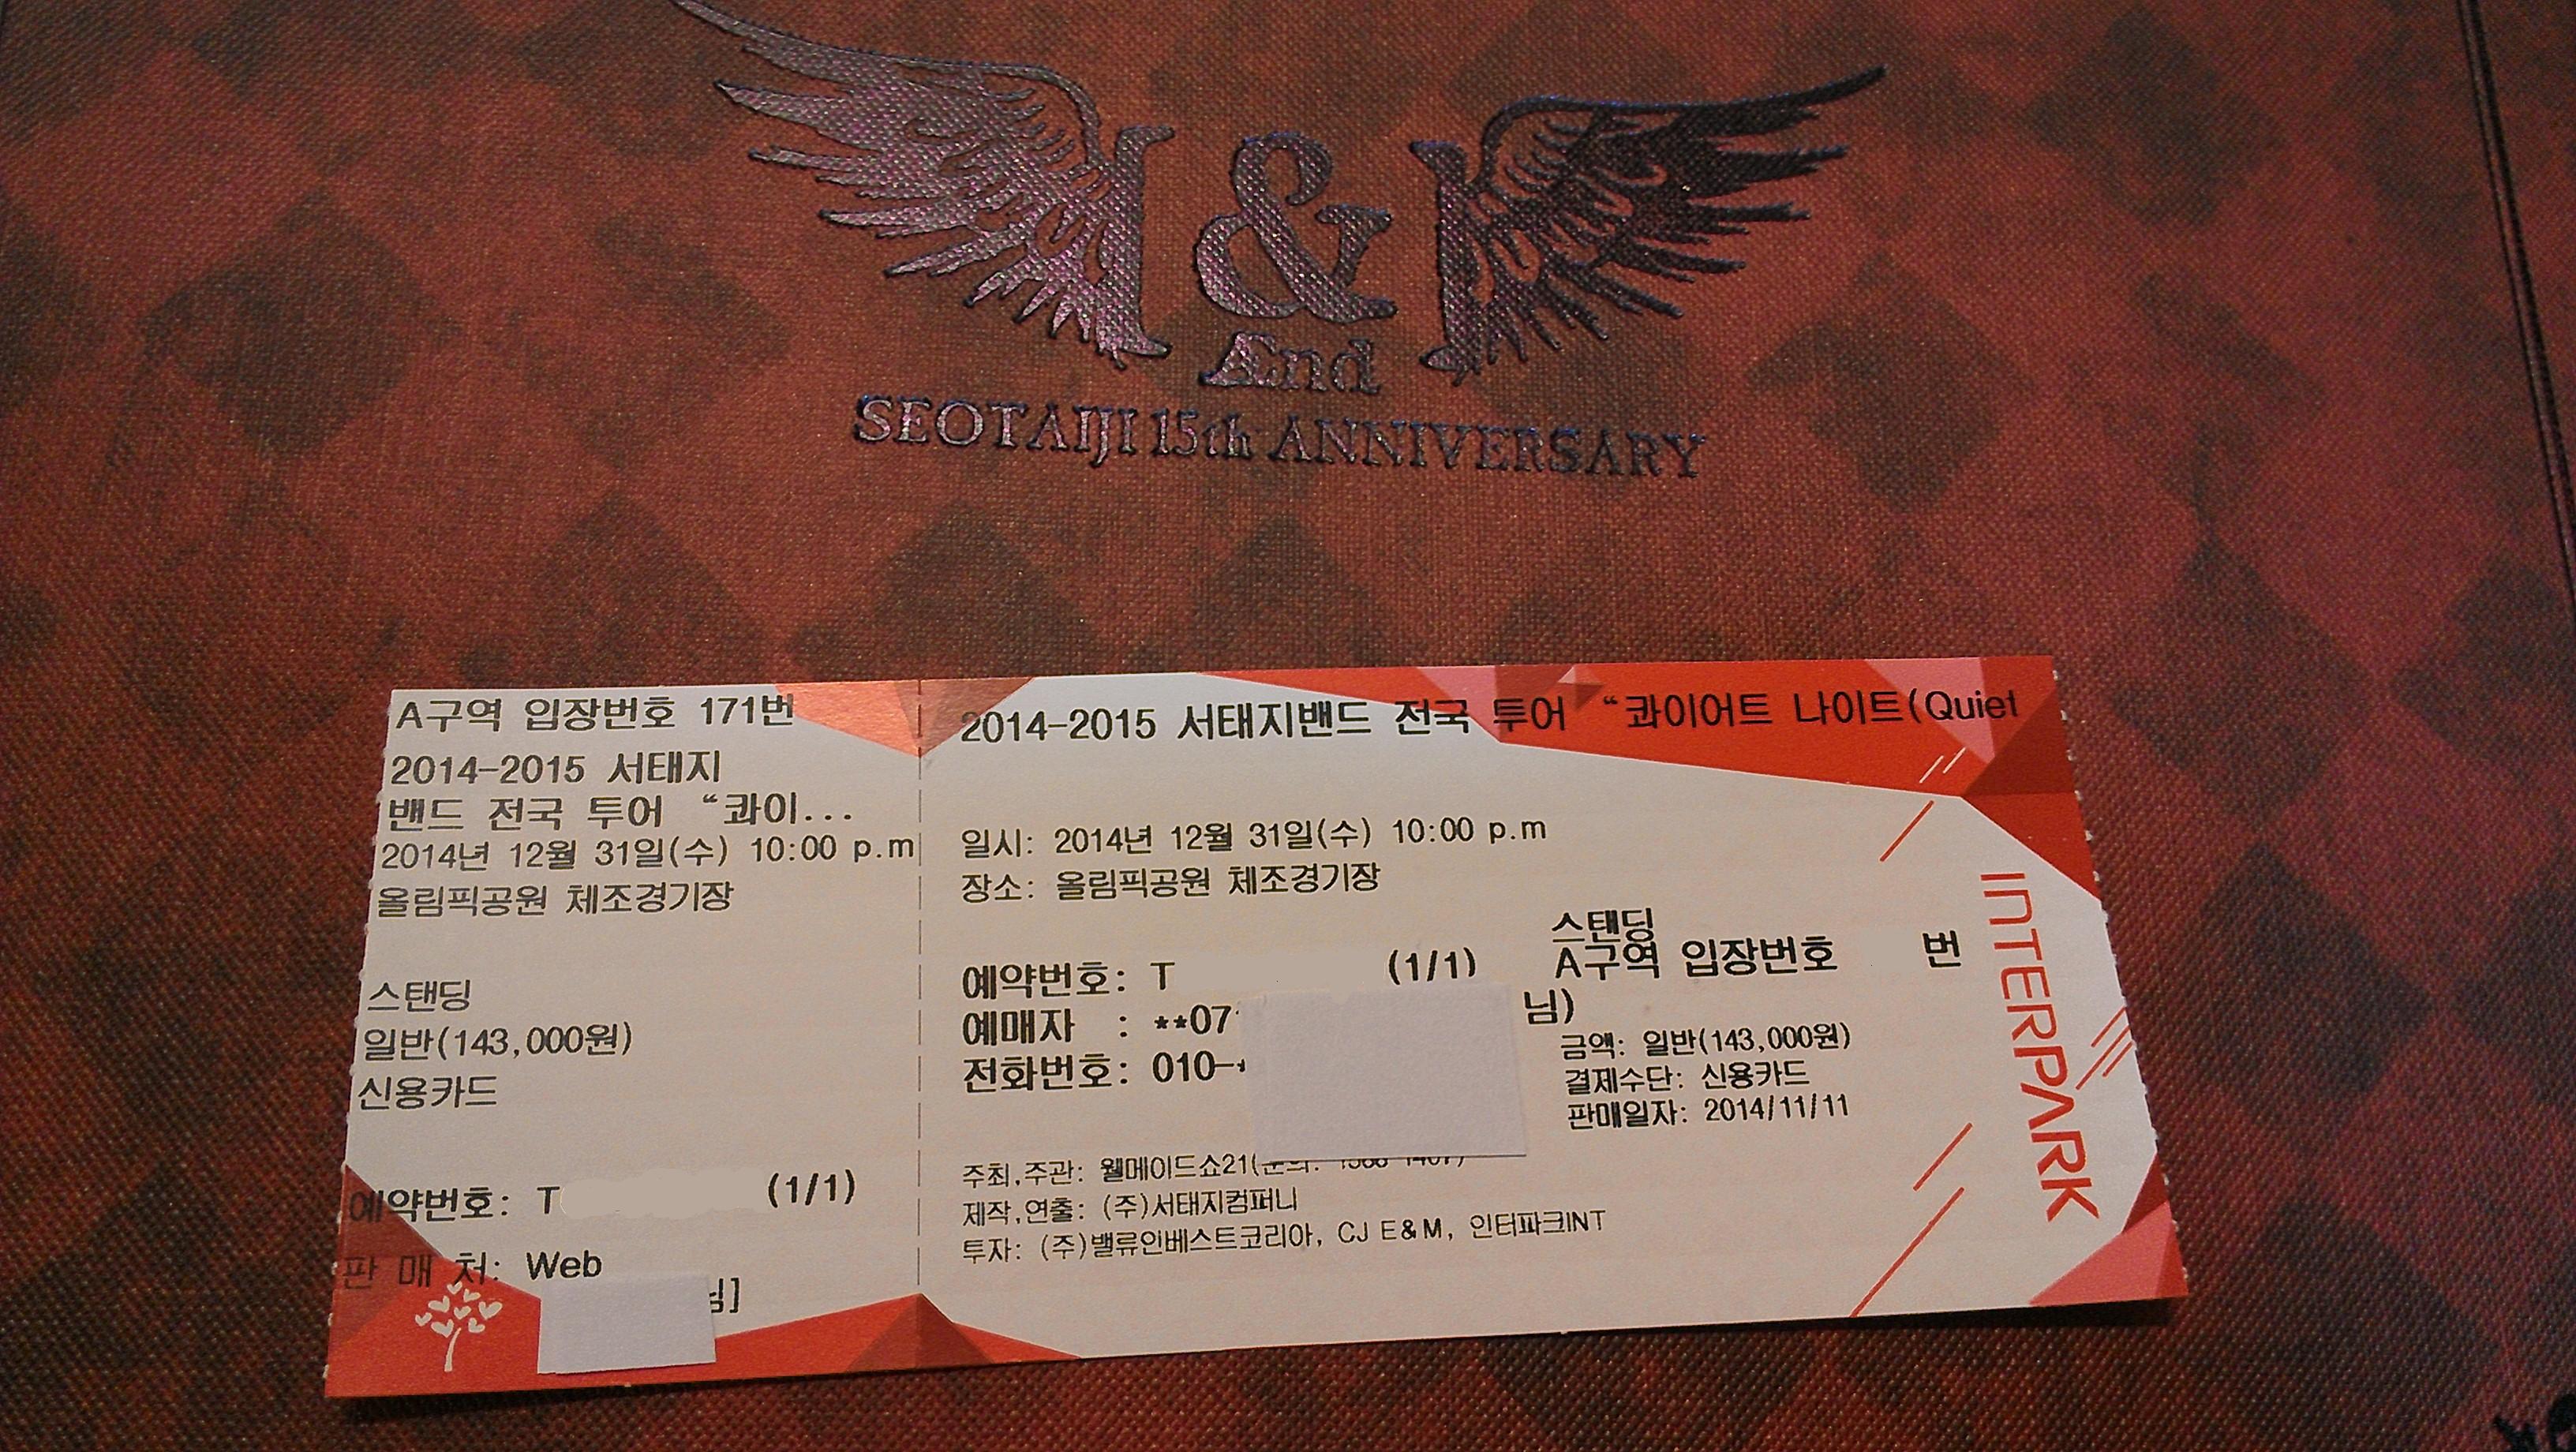 &
And
SEOTAIJI 15th ANNIVERSARY
A구역 입장번호 171번
2014-2015 서태지
밴드 전국 투어 “콰이...
2014년 12월 31일(수) 10:00 p.m
올림픽공원 체조경기장
스탠딩
일반(143,000원)
신용카드
예약번호: T (1/1)
판 매 처: Web
님]
2014-2015 서태지밴드 전국 투어 “콰이어트 나이트(Quiet
일시: 2014년 12월 31일(수) 10:00 p.m
장소: 올림픽공원 체조경기장
예약번호: T (1/1)
예매자 : **07
님)
전화번호: 010-
스탠딩
A구역 입장번호 번
금액: 일반(143,000원)
결제수단: 신용카드
판매일자: 2014/11/11
주최,주관: 웰메이드쇼21(
제작,연출: (주)서태지컴퍼니
투자: (주)밸류인베스트코리아, CJ E&M, 인터파크INT
INTERPARK